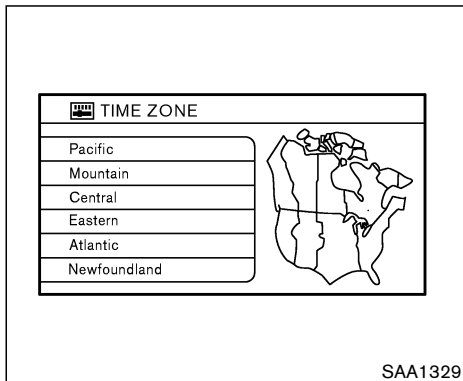 TIME ZONE
Pacific
Mountain
Central
Eastern
Atlantic
Newfoundland
SAA1329